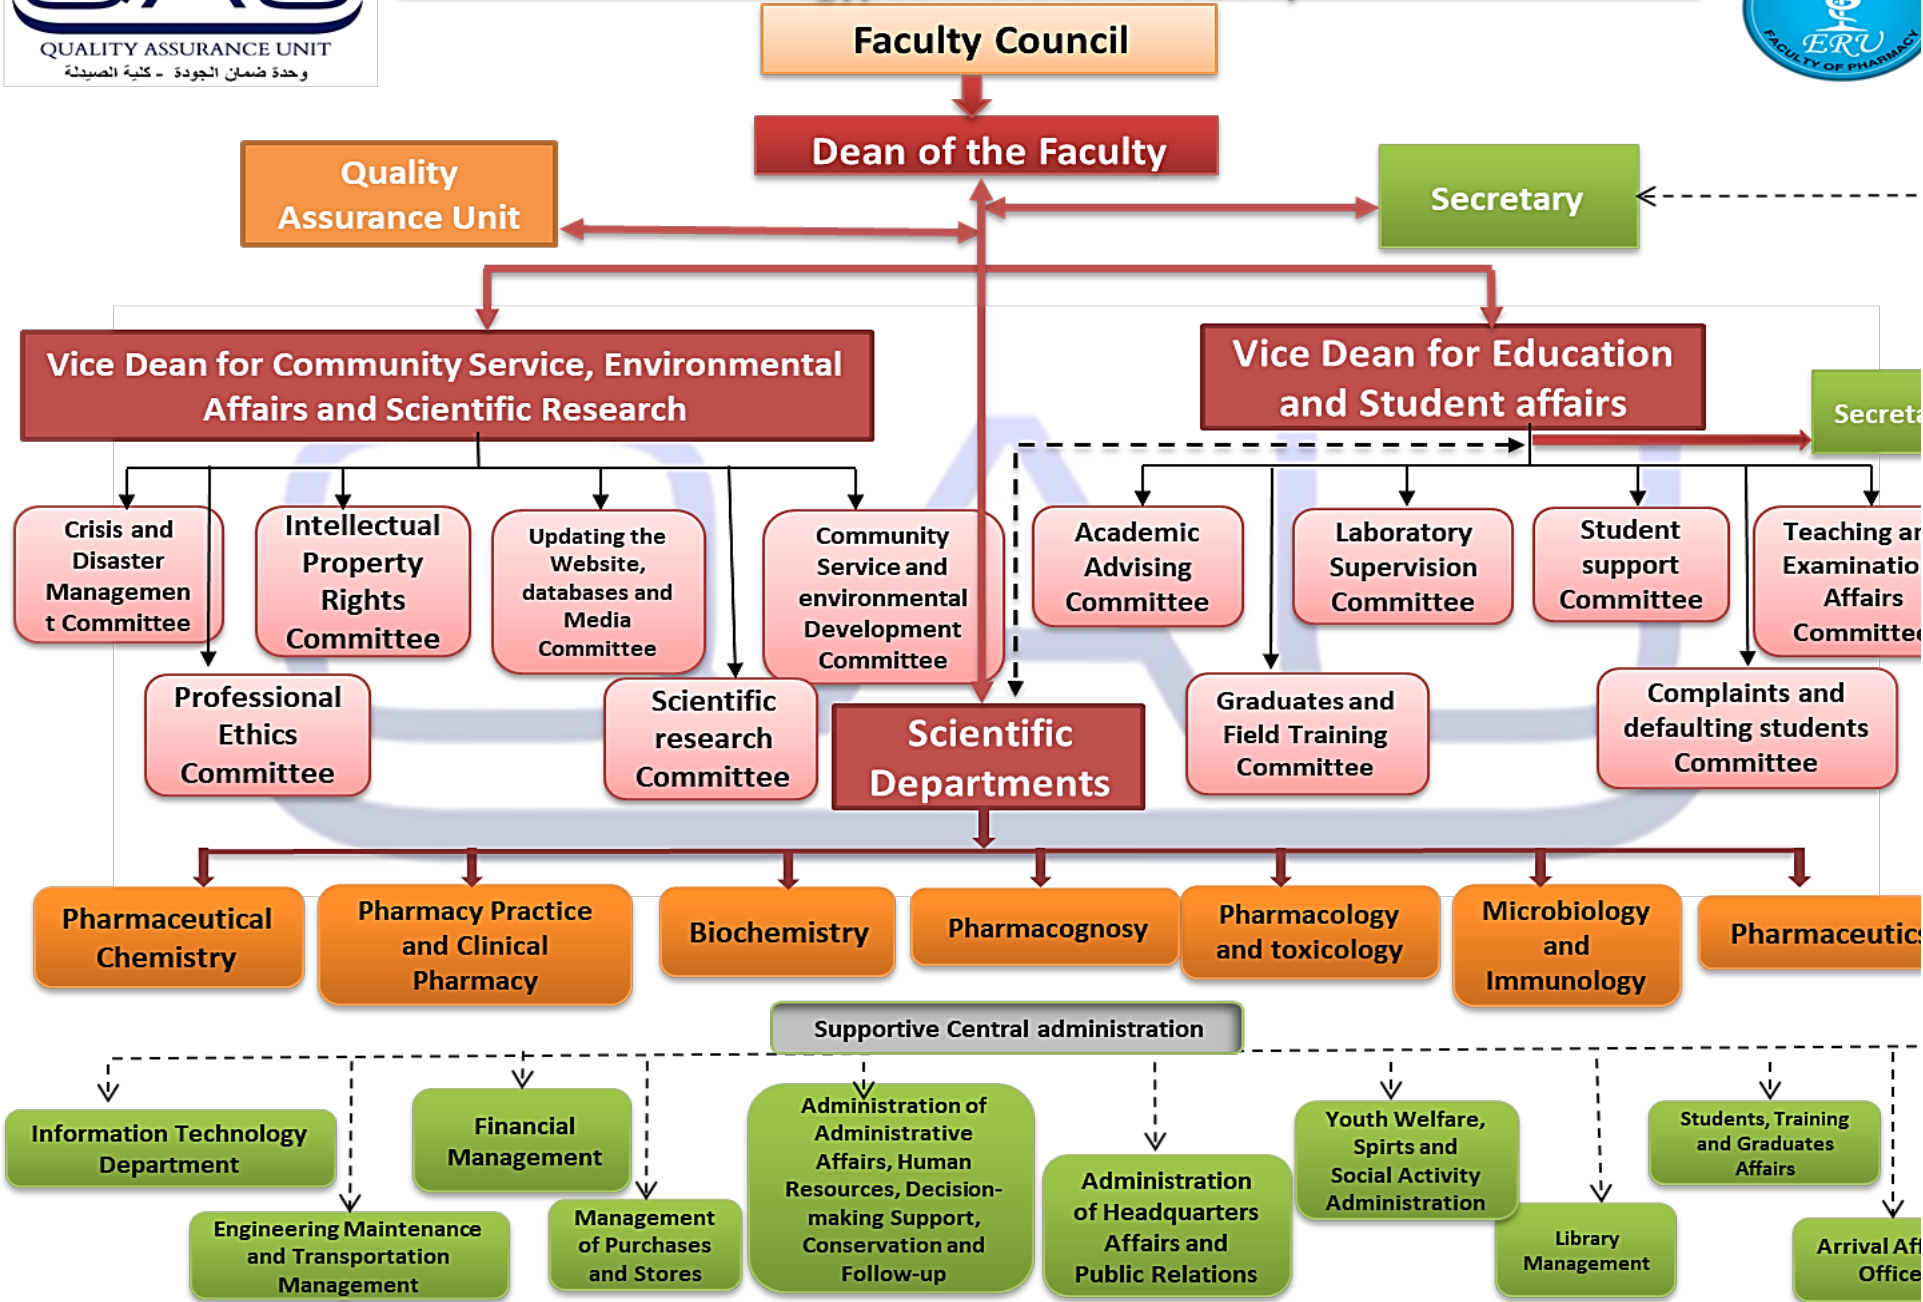 QUALITY ASSURANCE UNIT
وحدة ضمان الجودة - كلية الصيدلة
Faculty Council
ERU
FACULTY OF PHARMACY
Dean of the Faculty
Quality
Assurance Unit
Secretary
Vice Dean for Community Service, Environmental
Affairs and Scientific Research
Vice Dean for Education
and Student affairs
Crisis and
Disaster
Managemen
t Committee
Intellectual
Property
Rights
Committee
Updating the
Website,
databases and
Media
Committee
Community
Service and
environmental
Development
Committee
Academic
Advising
Committee
Laboratory
Supervision
Committee
Student
support
Committee
Teaching
Affairs
Professional
Ethics
Committee
Scientific
research
Committee
Scientific
Departments
Graduates and
Field Training
Committee
Complaints and
defaulting students
Committee
Pharmaceutical
Chemistry
Pharmacy Practice
and Clinical
Pharmacy
Biochemistry
Pharmacognosy
Pharmacology
and toxicology
Microbiology
and
Immunology
Pharmaceutics
Supportive Central administration
Information Technology
Department
Engineering Maintenance
and Transportation
Management
Financial
Management
Management
of Purchases
and Stores
Administration of
Administrative
Affairs, Human
Resources, Decision-
making Support,
Conservation and
Follow-up
Administration
of Headquarters
Affairs and
Public Relations
Youth Welfare,
Spirts and
Social Activity
Administration
Library
Management
Students, Training
and Graduates
Affairs
Arrival
Office